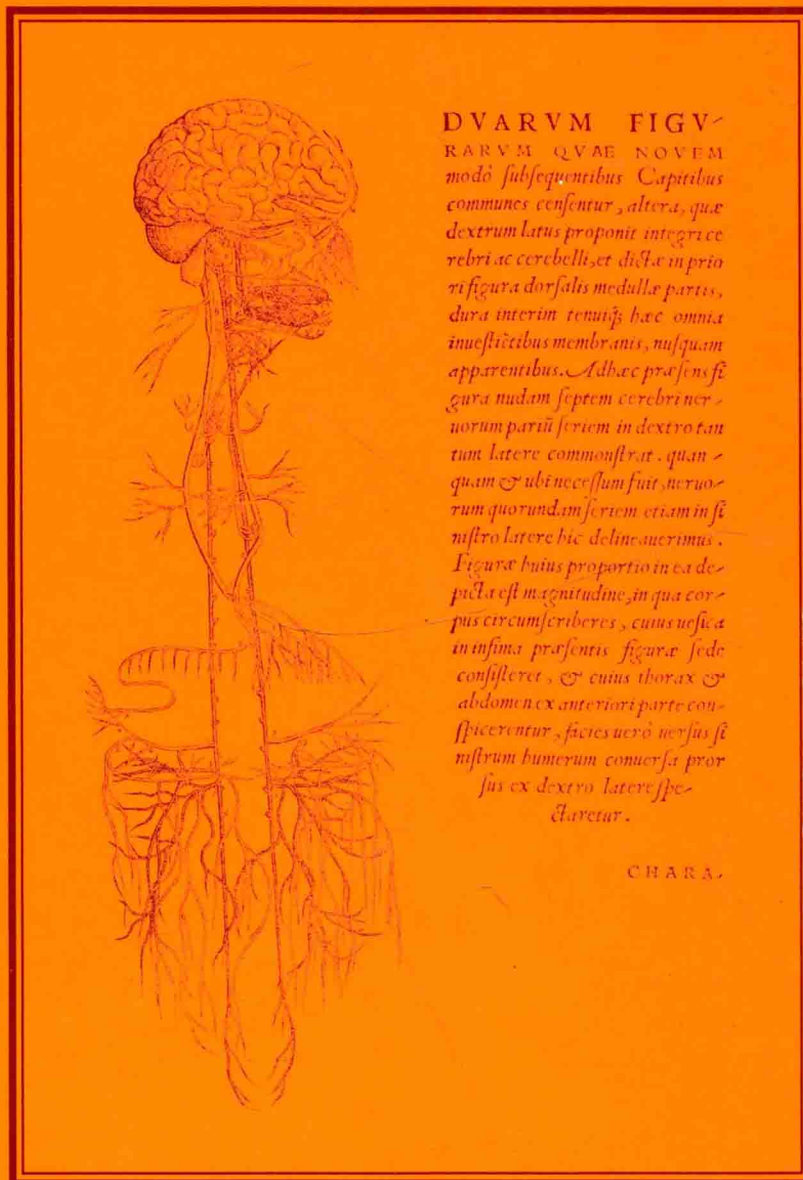 DVARVM FIGV-
RARVM QVAE NOVEM
modò ſubſequentibus Capitibus
communes cenſentur, altera, quæ
dextrum latus proponit integri ce
rebri ac cerebelli, et dictæ in prio
ri figura dorſalis medullæ partis,
dura interim tenuiq; hæc omnia
inueſtiētibus membranis, nuſquam
apparentibus. Ad hæc præſens fi
gura nudam ſeptem cerebri ner-
uorum pariũ ſeriem in dextro tan
tum latere commonſtrat. quan-
quam & ubi neceſſum fuit, neruo-
rum quorundam ſeriem etiam in ſi
niſtro latere hic delineauerimus.
Figuræ huius proportio in ea de-
picta eſt magnitudine, in qua cor-
pus circumſcriberes, cuius ueſica
in infima præſentis figuræ ſede
conſiſteret, & cuius thorax &
abdomen ex anteriori parte con-
ſpicerentur, facies uerò uerſus ſi
niſtrum humerum conuerſa pror
ſus ex dextro latere ſpe-
ctaretur.
CHARA-